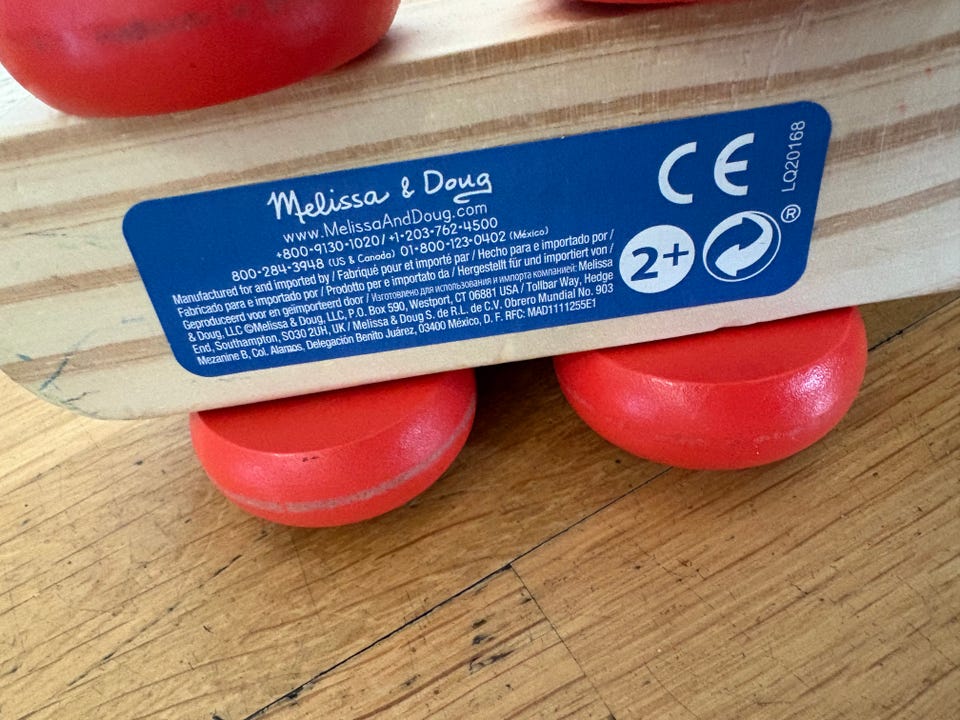 Melissa & Doug
www.MelissaAndDoug.com
+800-9130-1020 / +1-203-762-4500
800-284-3948 (US & Canada) 01-800-123-0402 (México)
Manufactured for and imported by / Fabriqué pour et importé par / Hecho para e importado por /
Fabricado para e importado por / Prodotto per e importato da / Hergestellt für und importiert von /
Geproduceerd voor en geïmporteerd door / Изготовлено для использования и импорта компанией: Melissa
& Doug, LLC ©Melissa & Doug, LLC, P.O. Box 590, Westport, CT 06881 USA / Tollbar Way, Hedge
End, Southampton, SO30 2UH, UK / Melissa & Doug S. de R.L. de C.V. Obrero Mundial No. 903
Mezanine B, Col. Alamos, Delegación Benito Juárez, 03400 México, D. F. RFC: MAD1111255E1
CE
2+
®
LQ20168